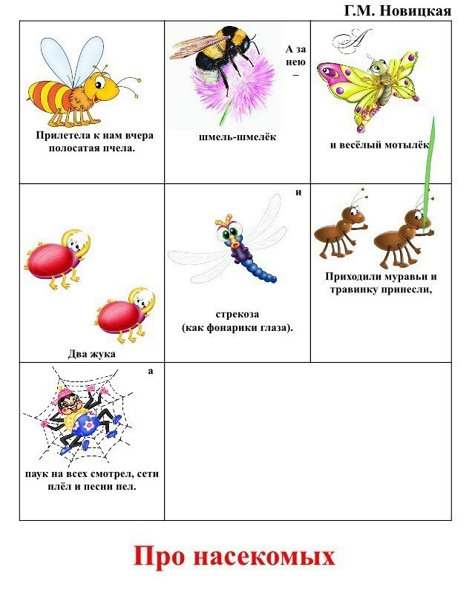 Г.М. Новицкая
Прилетела к нам вчера
полосатая пчела.
А за
нею
–
шмель-шмелёк
и весёлый мотылёк
Два жука
и
стрекоза
(как фонарики глаза).
Приходили муравьи и
травинку принесли,
а
паук на всех смотрел, сети
плёл и песни пел.
Про насекомых